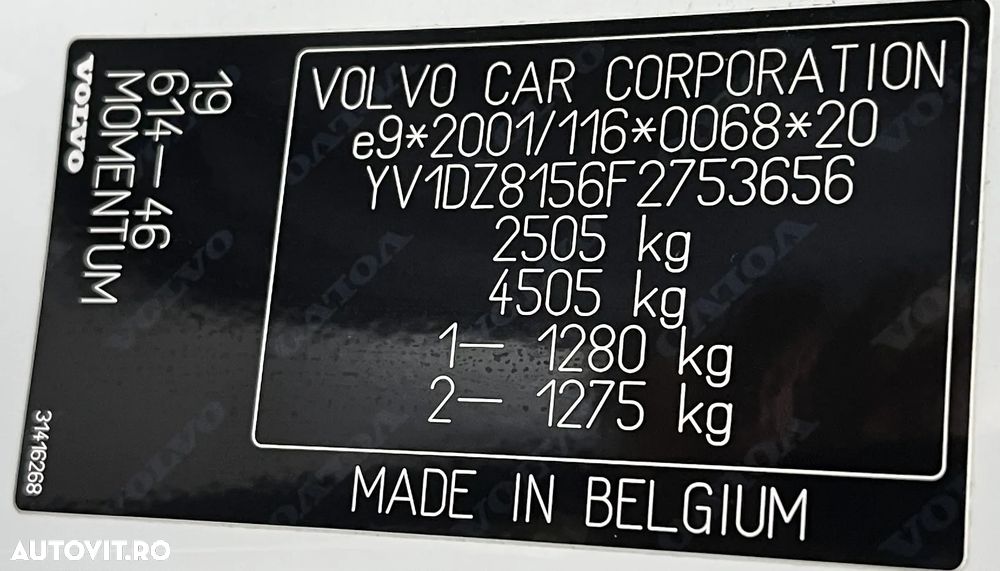 VOLVO
19
614-46
MOMENTUM
31416268
VOLVO CAR CORPORATION
e9*2001/116*0068*20
YV1DZ8156F2753656
2505 kg
4505 kg
1- 1280 kg
2- 1275 kg
MADE IN BELGIUM
AUTOVIT.RO